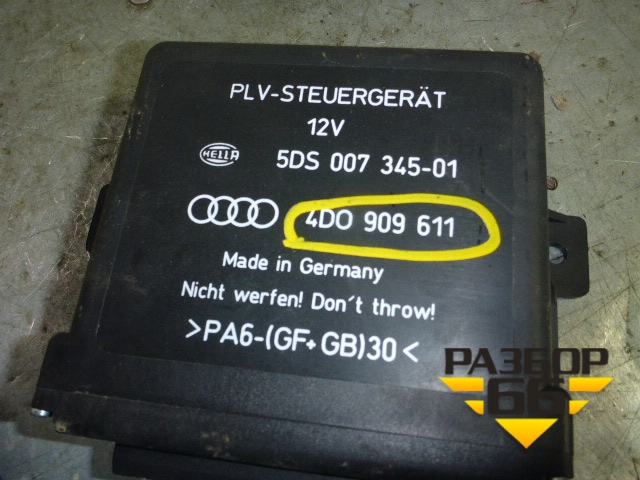 PLV-STEUERGERÄT
12V
HELLA 5DS 007 345-01
4D0 909 611
Made in Germany
Nicht werfen! Don´t throw!
>PA6-(GF+GB)30<
РАЗБОР
66